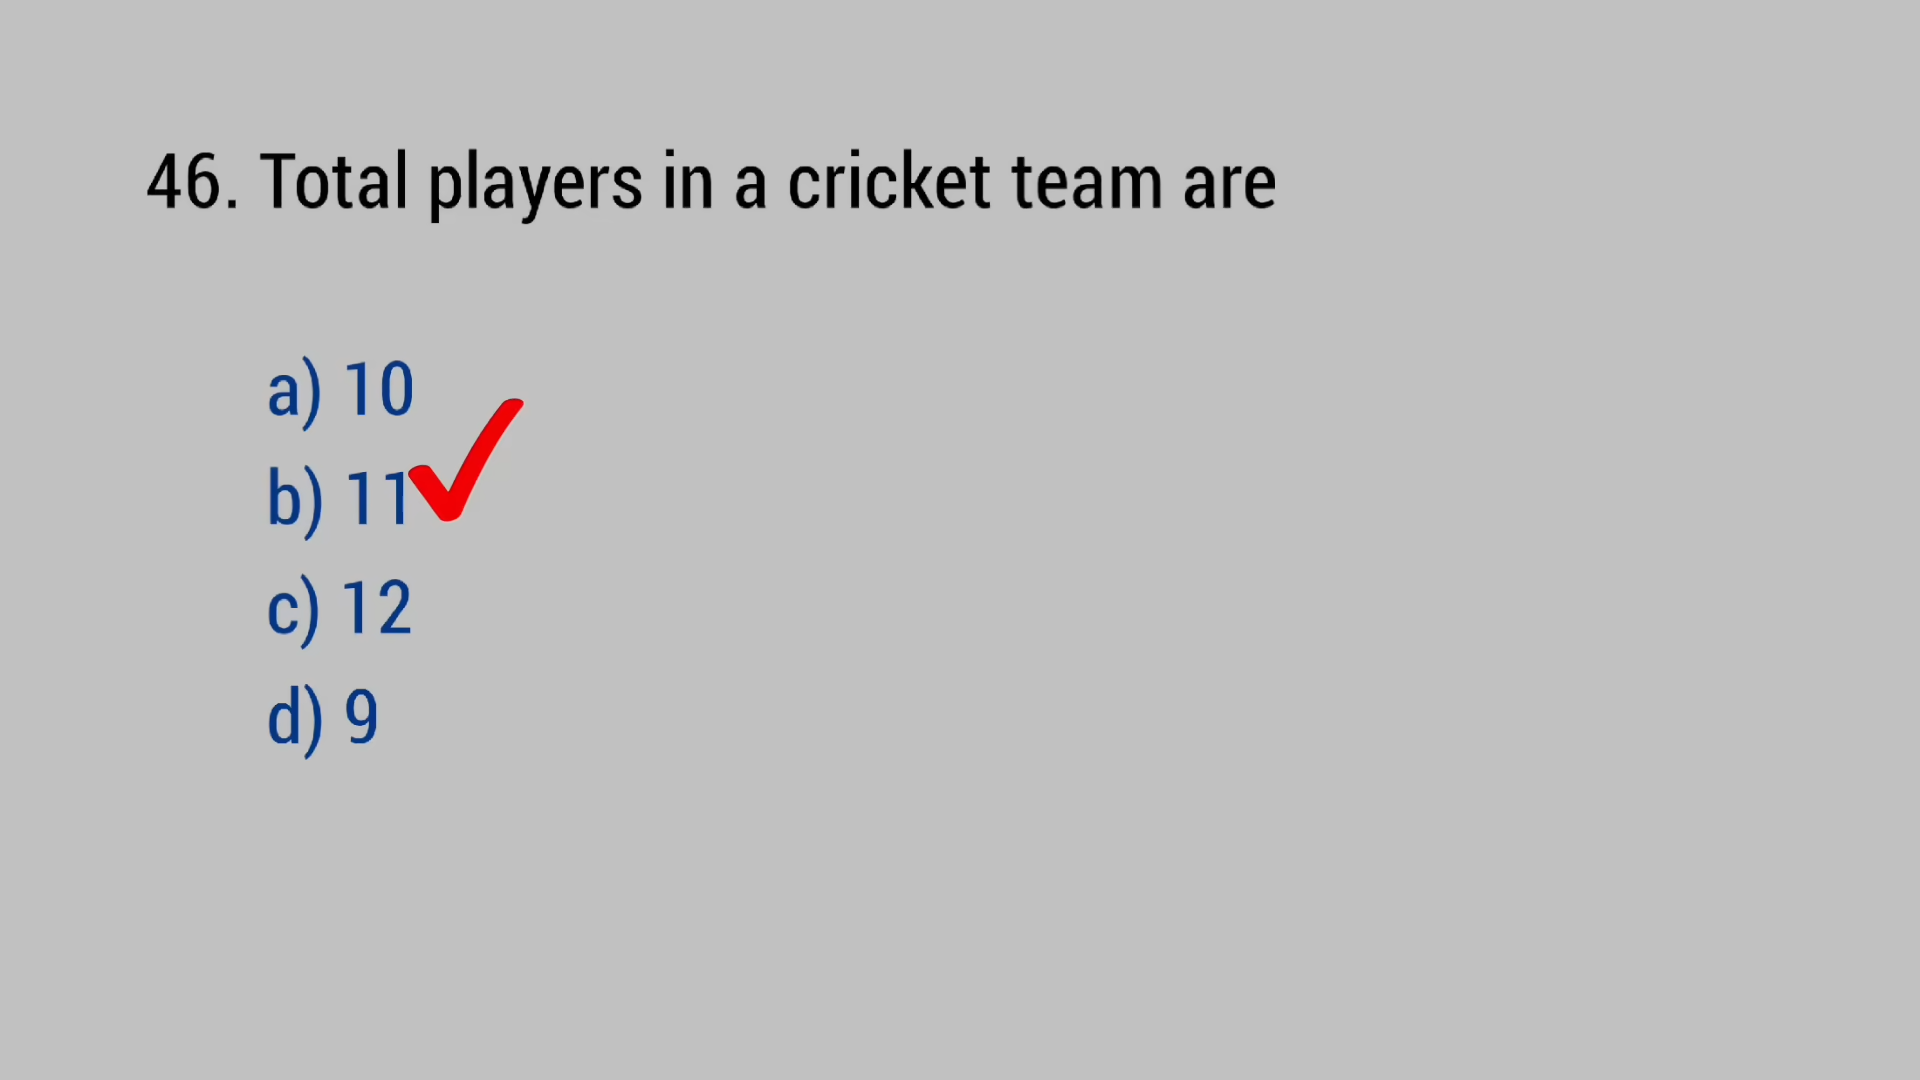 46. Total players in a cricket team are
a) 10
b) 11
c) 12
d) 9